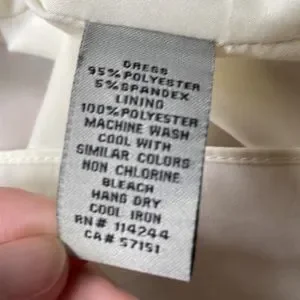 DRESS
95% POLYESTER
5% SPANDEX
LINING
100% POLYESTER
MACHINE WASH
COOL WITH
SIMILAR COLORS
NON CHLORINE
BLEACH
HANG DRY
COOL IRON
RN# 114244
CA# 57151